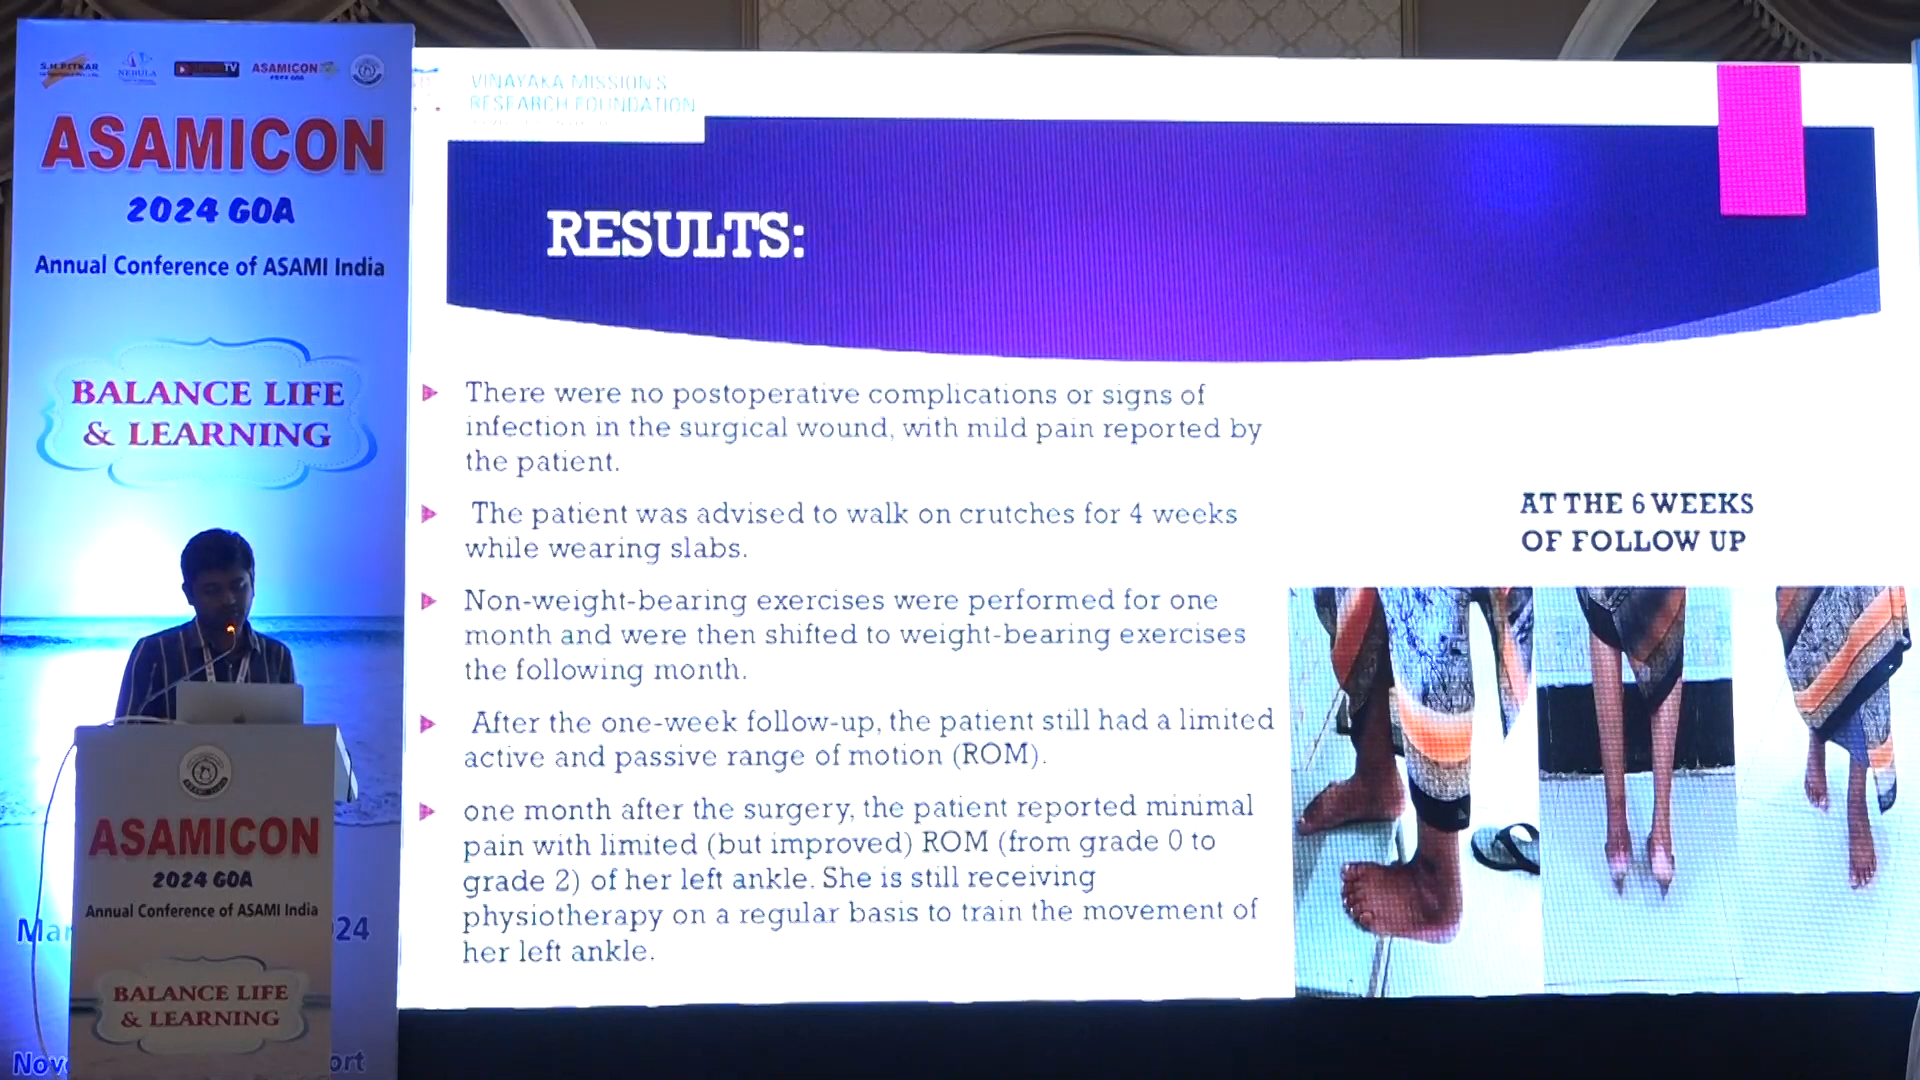 S.H.PITKAR
NEBULA
TV
ASAMICON
ASAMICON
2024 GOA
Annual Conference of ASAMI India
BALANCE LIFE
& LEARNING
VINAYAKA MISSION'S
RESEARCH FOUNDATION
RESULTS:
There were no postoperative complications or signs of
infection in the surgical wound, with mild pain reported by
the patient.
The patient was advised to walk on crutches for 4 weeks
while wearing slabs.
Non-weight-bearing exercises were performed for one
month and were then shifted to weight-bearing exercises
the following month.
After the one-week follow-up, the patient still had a limited
active and passive range of motion (ROM).
one month after the surgery, the patient reported minimal
pain with limited (but improved) ROM (from grade 0 to
grade 2) of her left ankle. She is still receiving
physiotherapy on a regular basis to train the movement of
her left ankle.
AT THE 6 WEEKS
OF FOLLOW UP
ASAMICON
2024 GOA
Annual Conference of ASAMI India
BALANCE LIFE
& LEARNING
24